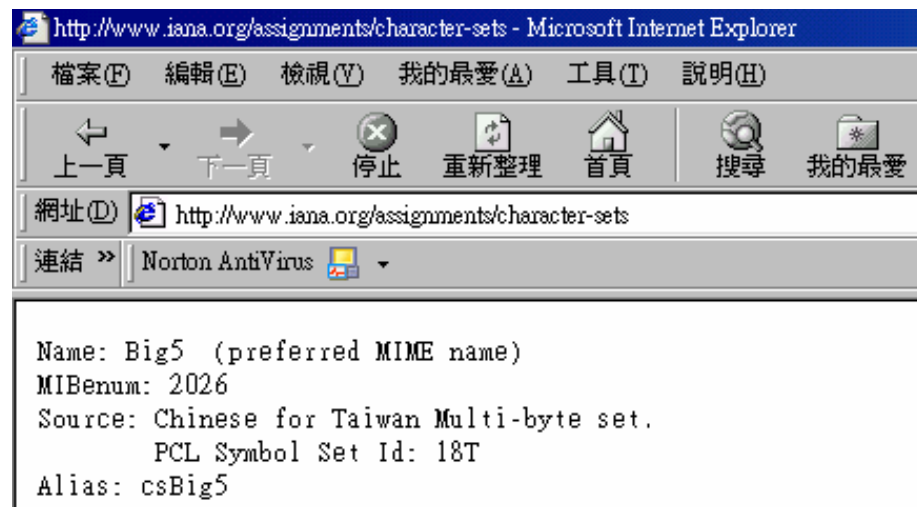 http://www.iana.org/assignments/character-sets - Microsoft Internet Explorer
檔案(F) 編輯(E) 檢視(V) 我的最愛(A) 工具(T) 說明(H)
上一頁 下一頁 停止 重新整理 首頁 搜尋 我的最愛
網址(D) http://www.iana.org/assignments/character-sets
連結 » Norton AntiVirus
Name: Big5 (preferred MIME name)
MIBenum: 2026
Source: Chinese for Taiwan Multi-byte set.
PCL Symbol Set Id: 18T
Alias: csBig5